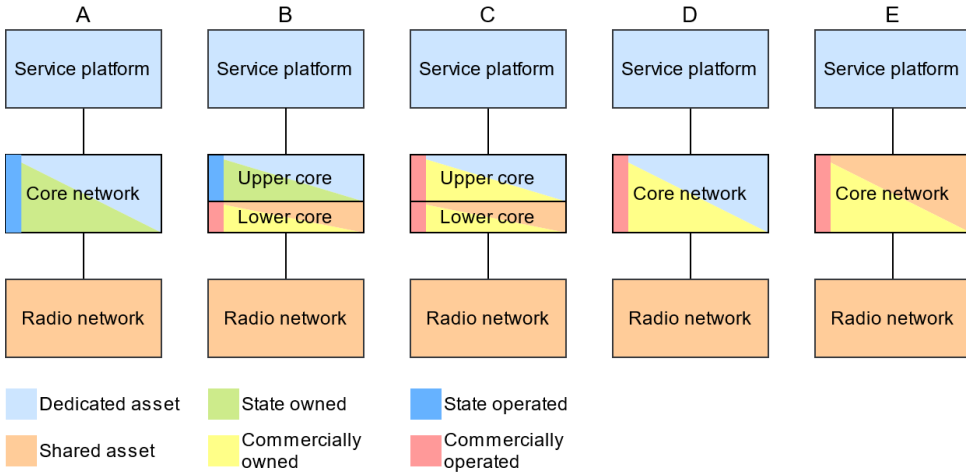 A B C D E
Service platform Service platform Service platform Service platform Service platform
Core network Upper core Upper core Core network Core network
Lower core Lower core
Radio network Radio network Radio network Radio network Radio network
Dedicated asset State owned State operated
Shared asset Commercially owned Commercially operated